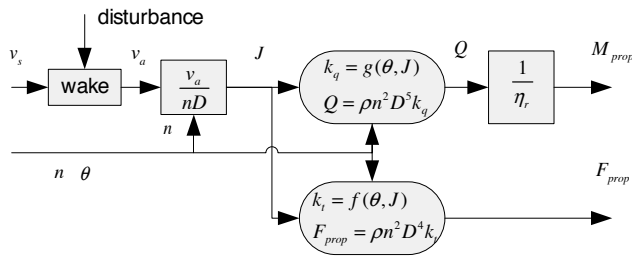 disturbance
v_s
wake
v_a
v_a / nD
J
n
k_q = g(θ, J)
Q = ρn²D⁵k_q
Q
1 / η_r
M_prop
n θ
k_t = f(θ, J)
F_prop = ρn²D⁴k_t
F_prop